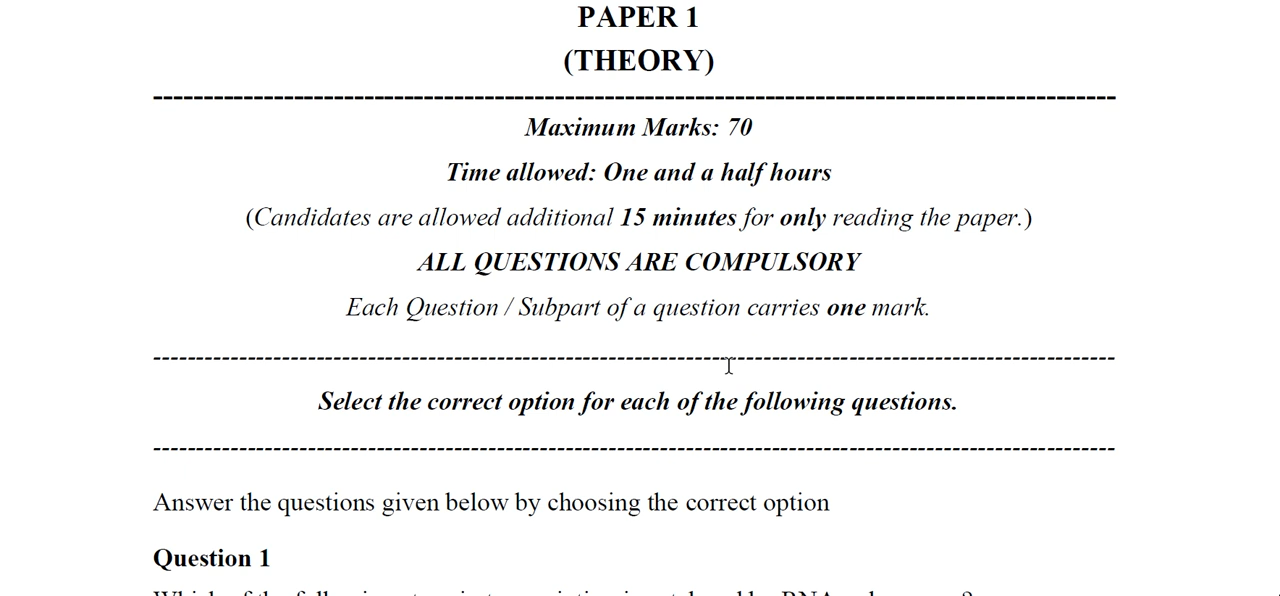 PAPER 1
(THEORY)
Maximum Marks: 70
Time allowed: One and a half hours
(Candidates are allowed additional 15 minutes for only reading the paper.)
ALL QUESTIONS ARE COMPULSORY
Each Question / Subpart of a question carries one mark.
Select the correct option for each of the following questions.
Answer the questions given below by choosing the correct option
Question 1